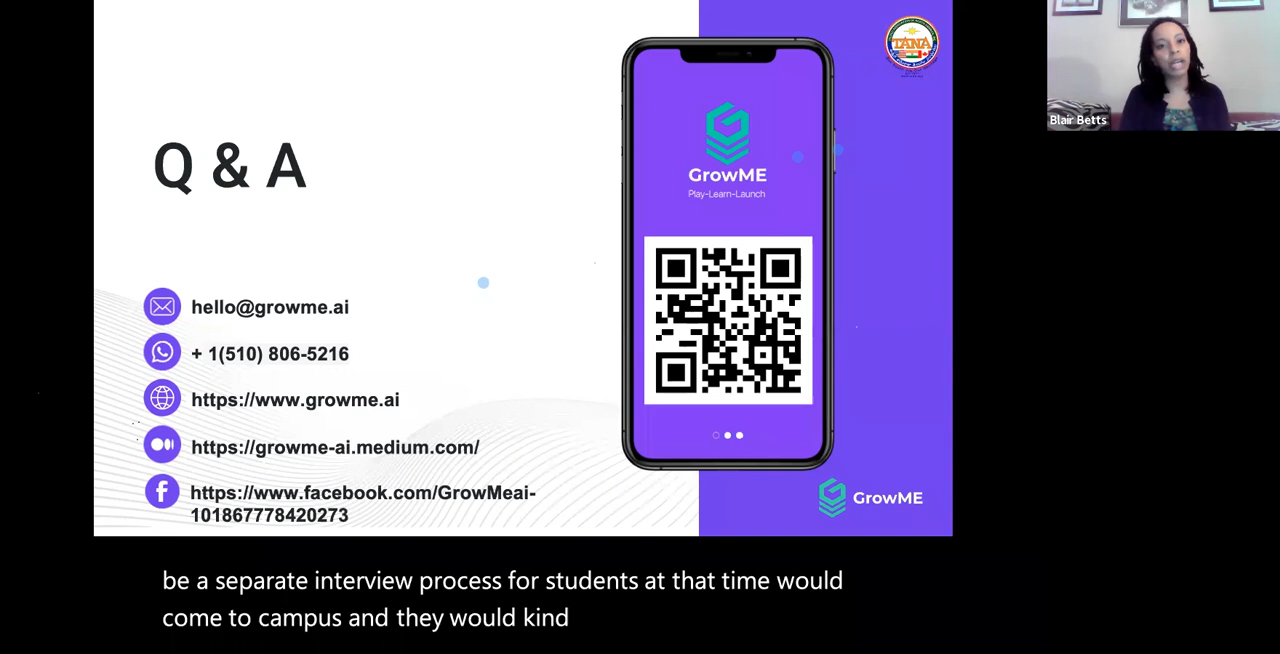 TANA
GrowME
Play-Learn-Launch
Blair Betts
Q & A
hello@growme.ai
+ 1(510) 806-5216
https://www.growme.ai
https://growme-ai.medium.com/
https://www.facebook.com/GrowMeai-
101867778420273
GrowME
be a separate interview process for students at that time would
come to campus and they would kind